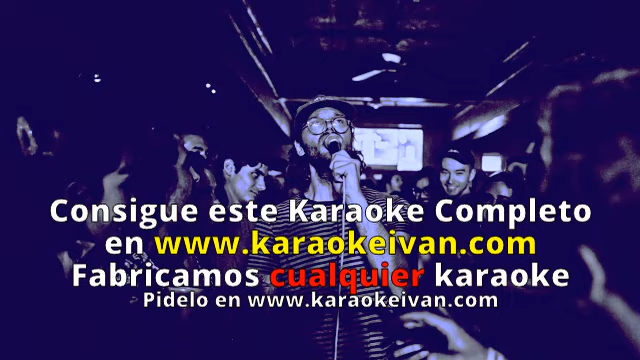 Consigue este Karaoke Completo
en www.karaokeivan.com
Fabricamos cualquier karaoke
Pidelo en www.karaokeivan.com